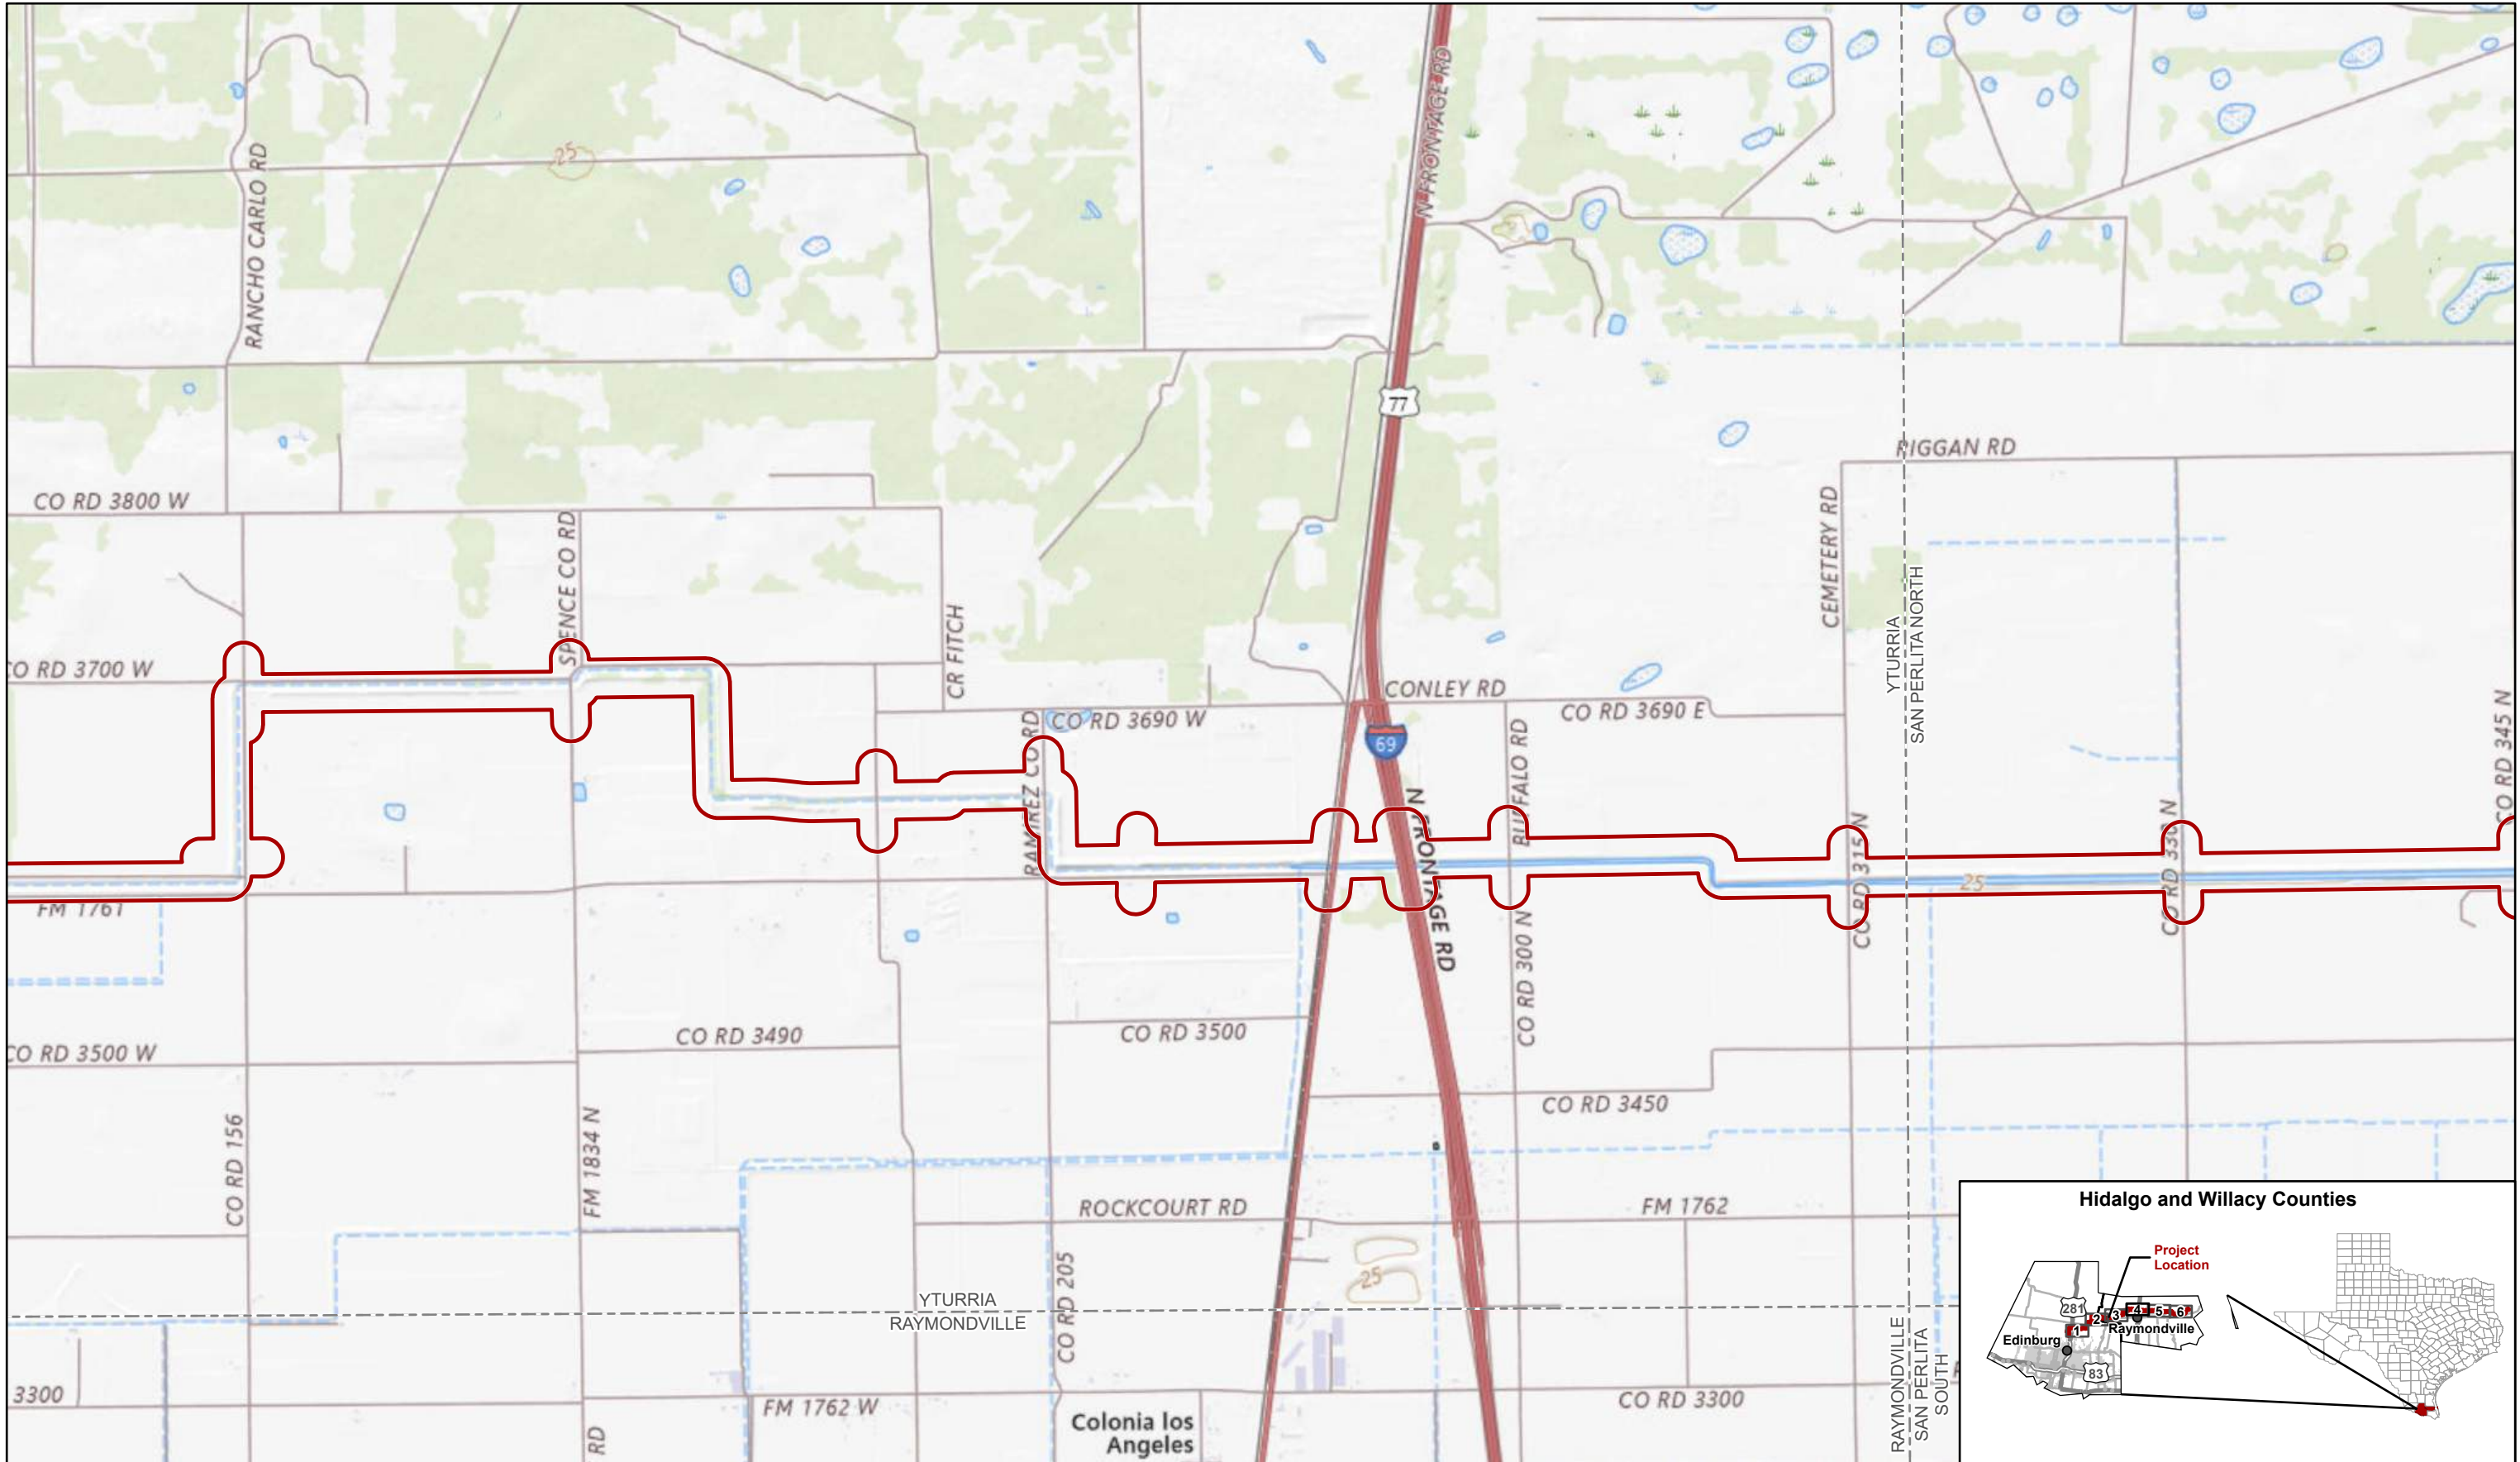 N FRONTAGE RD
25
RANCHO CARLO RD
77
RIGGAN RD
CO RD 3800 W
SPENCE CO RD
CEMETERY RD
YTURRIA
SAN PERLITA NORTH
CR FITCH
CO RD 3700 W
CONLEY RD
CO RD 3690 W
CO RD 3690 E
RAMIREZ CO RD
69
BUFFALO RD
CO RD 345 N
N FRONTAGE RD
CO RD 315 N
CO RD 330 N
25
FM 1761
CO RD 300 N
CO RD 3490
CO RD 3500
CO RD 3500 W
CO RD 3450
CO RD 156
FM 1834 N
ROCKCOURT RD
FM 1762
CO RD 205
25
YTURRIA
RAYMONDVILLE
RAYMONDVILLE
SAN PERLITA
SOUTH
3300
FM 1762 W
CO RD 3300
RD
Colonia los
Angeles
Hidalgo and Willacy Counties
Project
Location
281
1
2
3
4
5
6
Raymondville
Edinburg
83